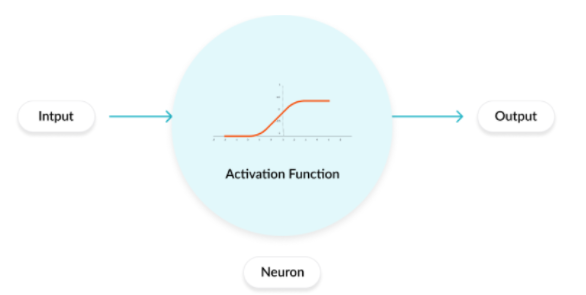 Intput
Activation Function
Output
Neuron